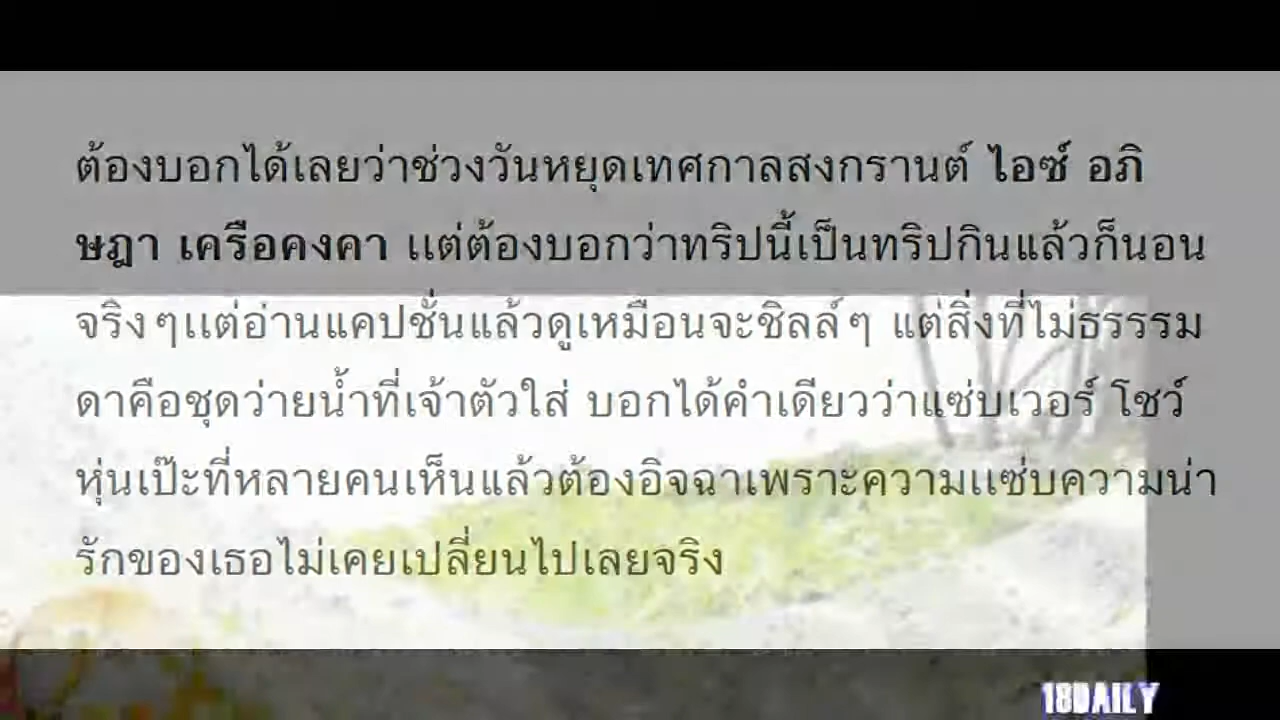 ต้องบอกได้เลยว่าช่วงวันหยุดเทศกาลสงกรานต์ ไอซ์ อภิ
ษฎา เครือคงคา แต่ต้องบอกว่าทริปนี้เป็นทริปกินแล้วก็นอน
จริงๆแต่อ่านแคปชั่นแล้วดูเหมือนจะชิลล์ๆ แต่สิ่งที่ไม่ธรรรม
ดาคือชุดว่ายน้ำที่เจ้าตัวใส่ บอกได้คำเดียวว่าแซ่บเวอร์ โชว์
หุ่นเป๊ะที่หลายคนเห็นแล้วต้องอิจฉาเพราะความแซ่บความน่า
รักของเธอไม่เคยเปลี่ยนไปเลยจริง
18DAILY